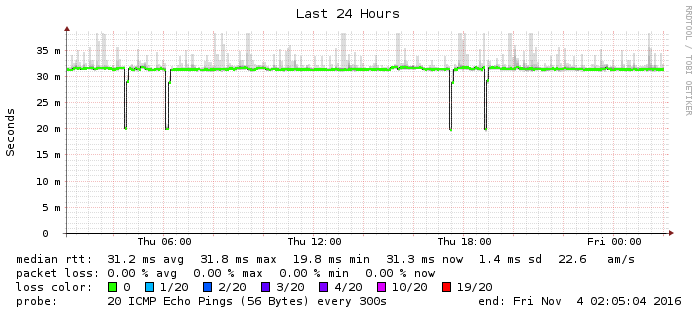 Last 24 Hours
RRDTOOL / TOBI OETIKER
Seconds
35 m
30 m
25 m
20 m
15 m
10 m
5 m
0
Thu 06:00 Thu 12:00 Thu 18:00 Fri 00:00
median rtt: 31.2 ms avg 31.8 ms max 19.8 ms min 31.3 ms now 1.4 ms sd 22.6 am/s
packet loss: 0.00 % avg 0.00 % max 0.00 % min 0.00 % now
loss color: 0 1/20 2/20 3/20 4/20 10/20 19/20
probe: 20 ICMP Echo Pings (56 Bytes) every 300s end: Fri Nov 4 02:05:04 2016